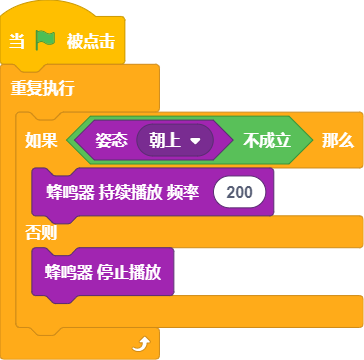 当 被点击
重复执行
如果 姿态 朝上 不成立 那么
蜂鸣器 持续播放 频率 200
否则
蜂鸣器 停止播放